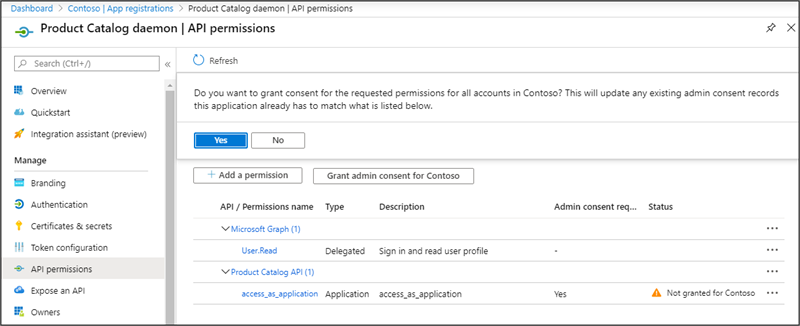 Dashboard > Contoso | App registrations > Product Catalog daemon | API permissions
Product Catalog daemon | API permissions
Search (Ctrl+/)
«
Overview
Quickstart
Integration assistant (preview)
Manage
Branding
Authentication
Certificates & secrets
Token configuration
API permissions
Expose an API
Owners
Refresh
Do you want to grant consent for the requested permissions for all accounts in Contoso? This will update any existing admin consent records
this application already has to match what is listed below.
Yes No
+ Add a permission Grant admin consent for Contoso
API / Permissions name Type Description Admin consent req... Status
Microsoft Graph (1) ...
User.Read Delegated Sign in and read user profile - ...
Product Catalog API (1) ...
access_as_application Application access_as_application Yes Not granted for Contoso ...